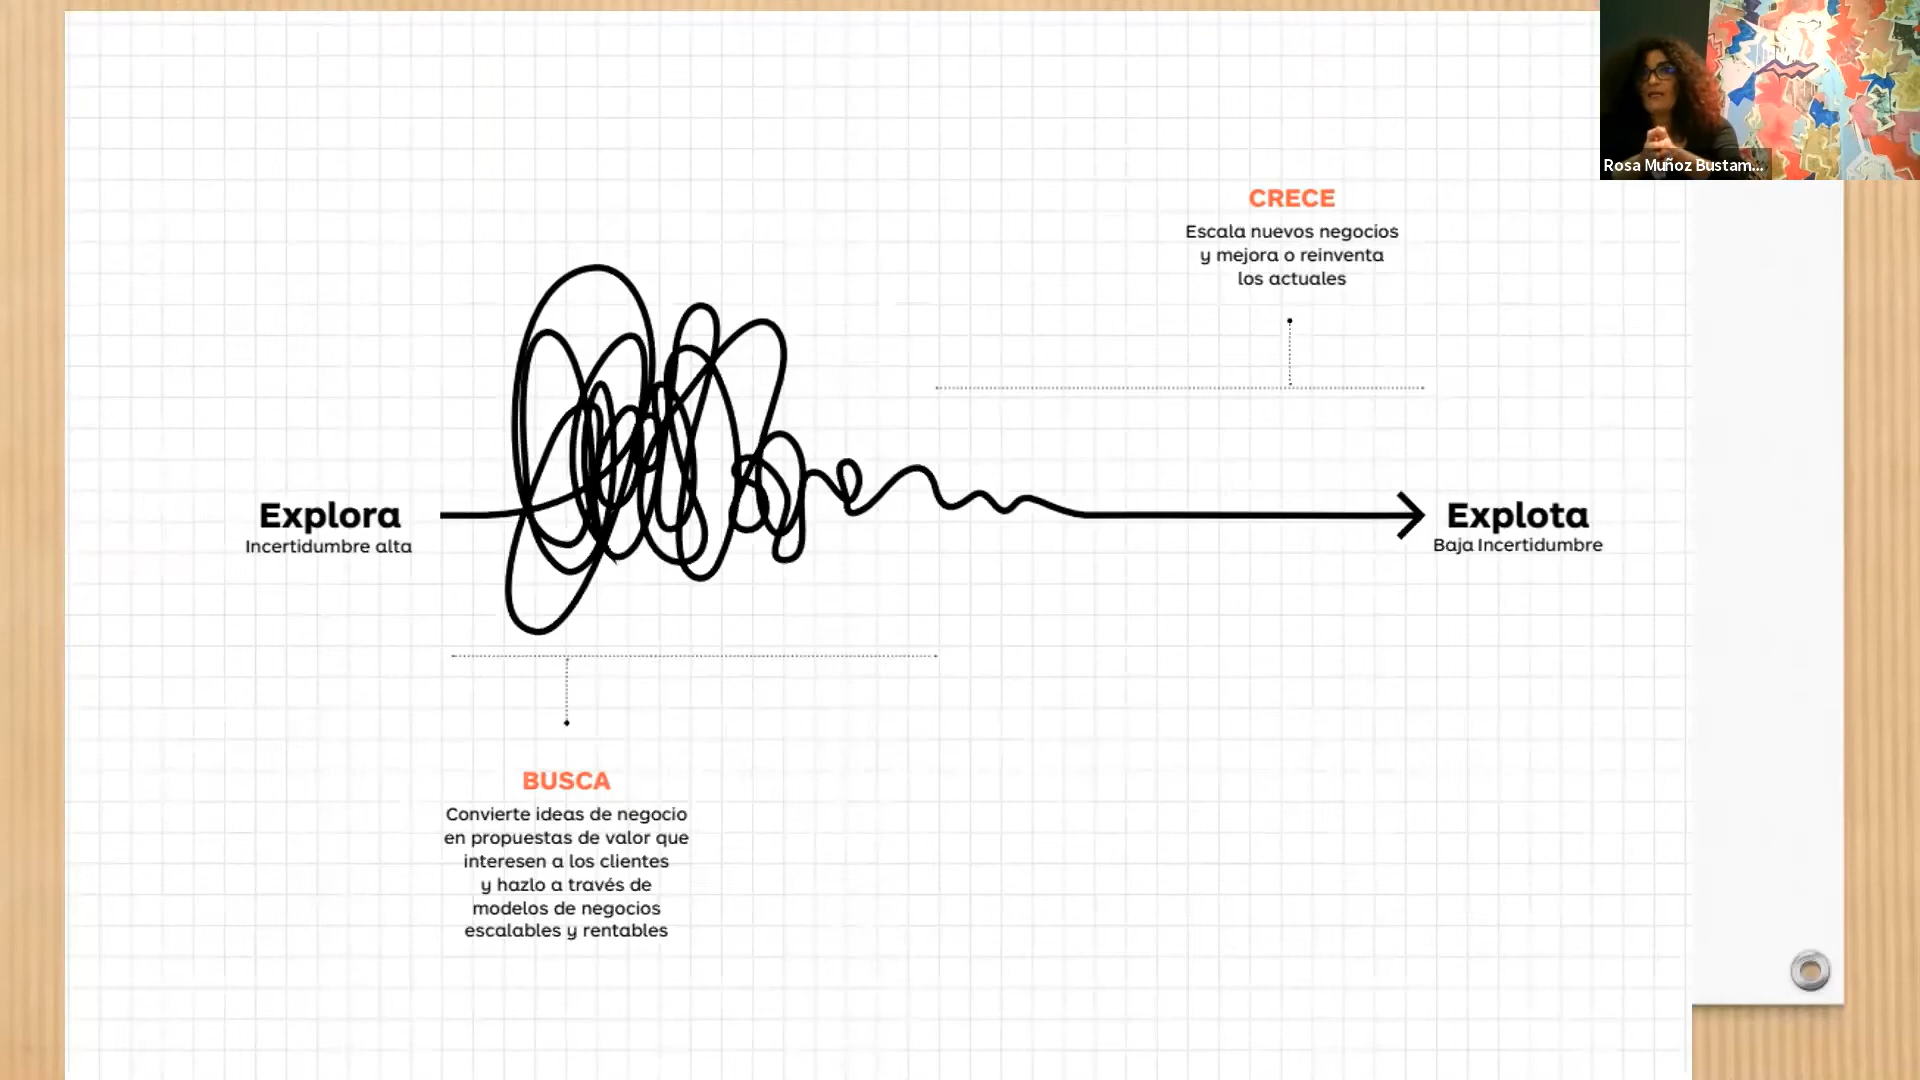 Rosa Muñoz Bustam...
CRECE
Escala nuevos negocios
y mejora o reinventa
los actuales
Explora
Incertidumbre alta
Explota
Baja Incertidumbre
BUSCA
Convierte ideas de negocio
en propuestas de valor que
interesen a los clientes
y hazlo a través de
modelos de negocios
escalables y rentables